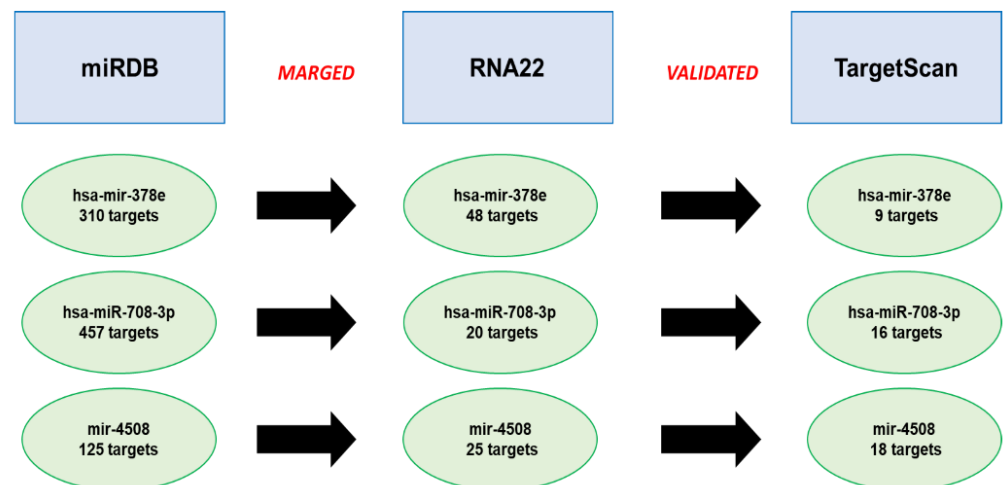 miRDB
MARGED
RNA22
VALIDATED
TargetScan
hsa-mir-378e
310 targets
hsa-mir-378e
48 targets
hsa-mir-378e
9 targets
hsa-miR-708-3p
457 targets
hsa-miR-708-3p
20 targets
hsa-miR-708-3p
16 targets
mir-4508
125 targets
mir-4508
25 targets
mir-4508
18 targets